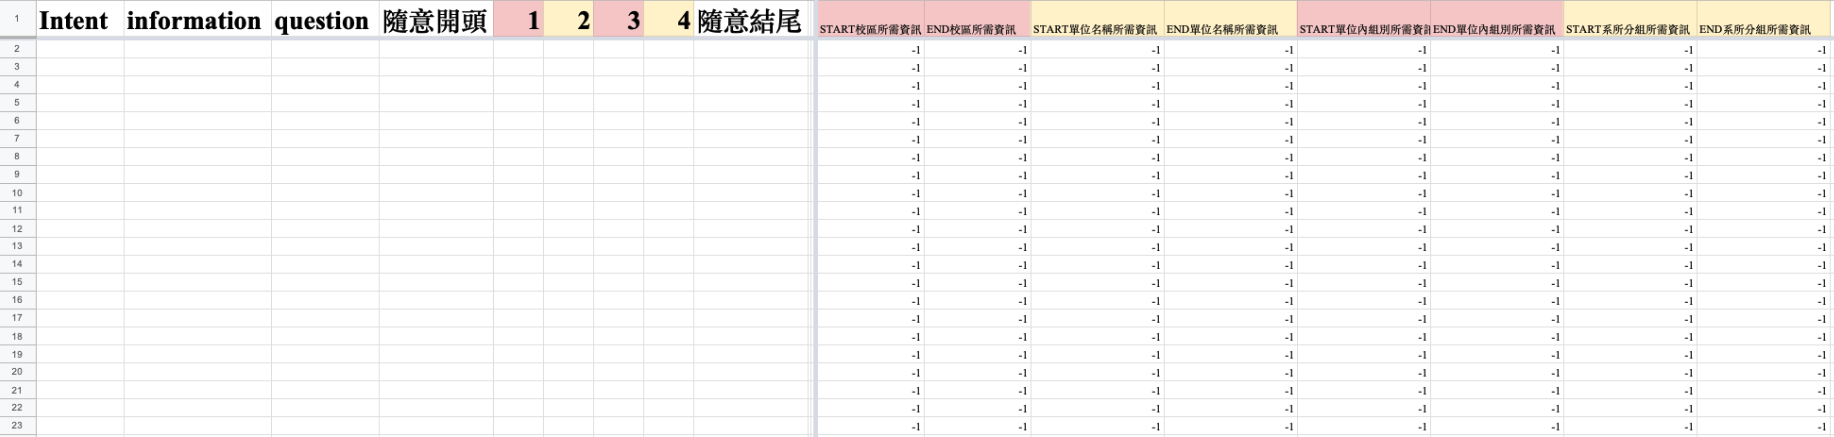 1 Intent information question 隨意開頭 1 2 3 4 隨意結尾 START校區所需資訊 END校區所需資訊 START單位名稱所需資訊 END單位名稱所需資訊 START單位內組別所需資訊 END單位內組別所需資訊 START系所分組所需資訊 END系所分組所需資訊
2 -1 -1 -1 -1 -1 -1 -1 -1
3 -1 -1 -1 -1 -1 -1 -1 -1
4 -1 -1 -1 -1 -1 -1 -1 -1
5 -1 -1 -1 -1 -1 -1 -1 -1
6 -1 -1 -1 -1 -1 -1 -1 -1
7 -1 -1 -1 -1 -1 -1 -1 -1
8 -1 -1 -1 -1 -1 -1 -1 -1
9 -1 -1 -1 -1 -1 -1 -1 -1
10 -1 -1 -1 -1 -1 -1 -1 -1
11 -1 -1 -1 -1 -1 -1 -1 -1
12 -1 -1 -1 -1 -1 -1 -1 -1
13 -1 -1 -1 -1 -1 -1 -1 -1
14 -1 -1 -1 -1 -1 -1 -1 -1
15 -1 -1 -1 -1 -1 -1 -1 -1
16 -1 -1 -1 -1 -1 -1 -1 -1
17 -1 -1 -1 -1 -1 -1 -1 -1
18 -1 -1 -1 -1 -1 -1 -1 -1
19 -1 -1 -1 -1 -1 -1 -1 -1
20 -1 -1 -1 -1 -1 -1 -1 -1
21 -1 -1 -1 -1 -1 -1 -1 -1
22 -1 -1 -1 -1 -1 -1 -1 -1
23 -1 -1 -1 -1 -1 -1 -1 -1